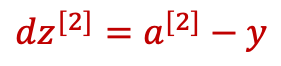 dz^{[2]} = a^{[2]} − y